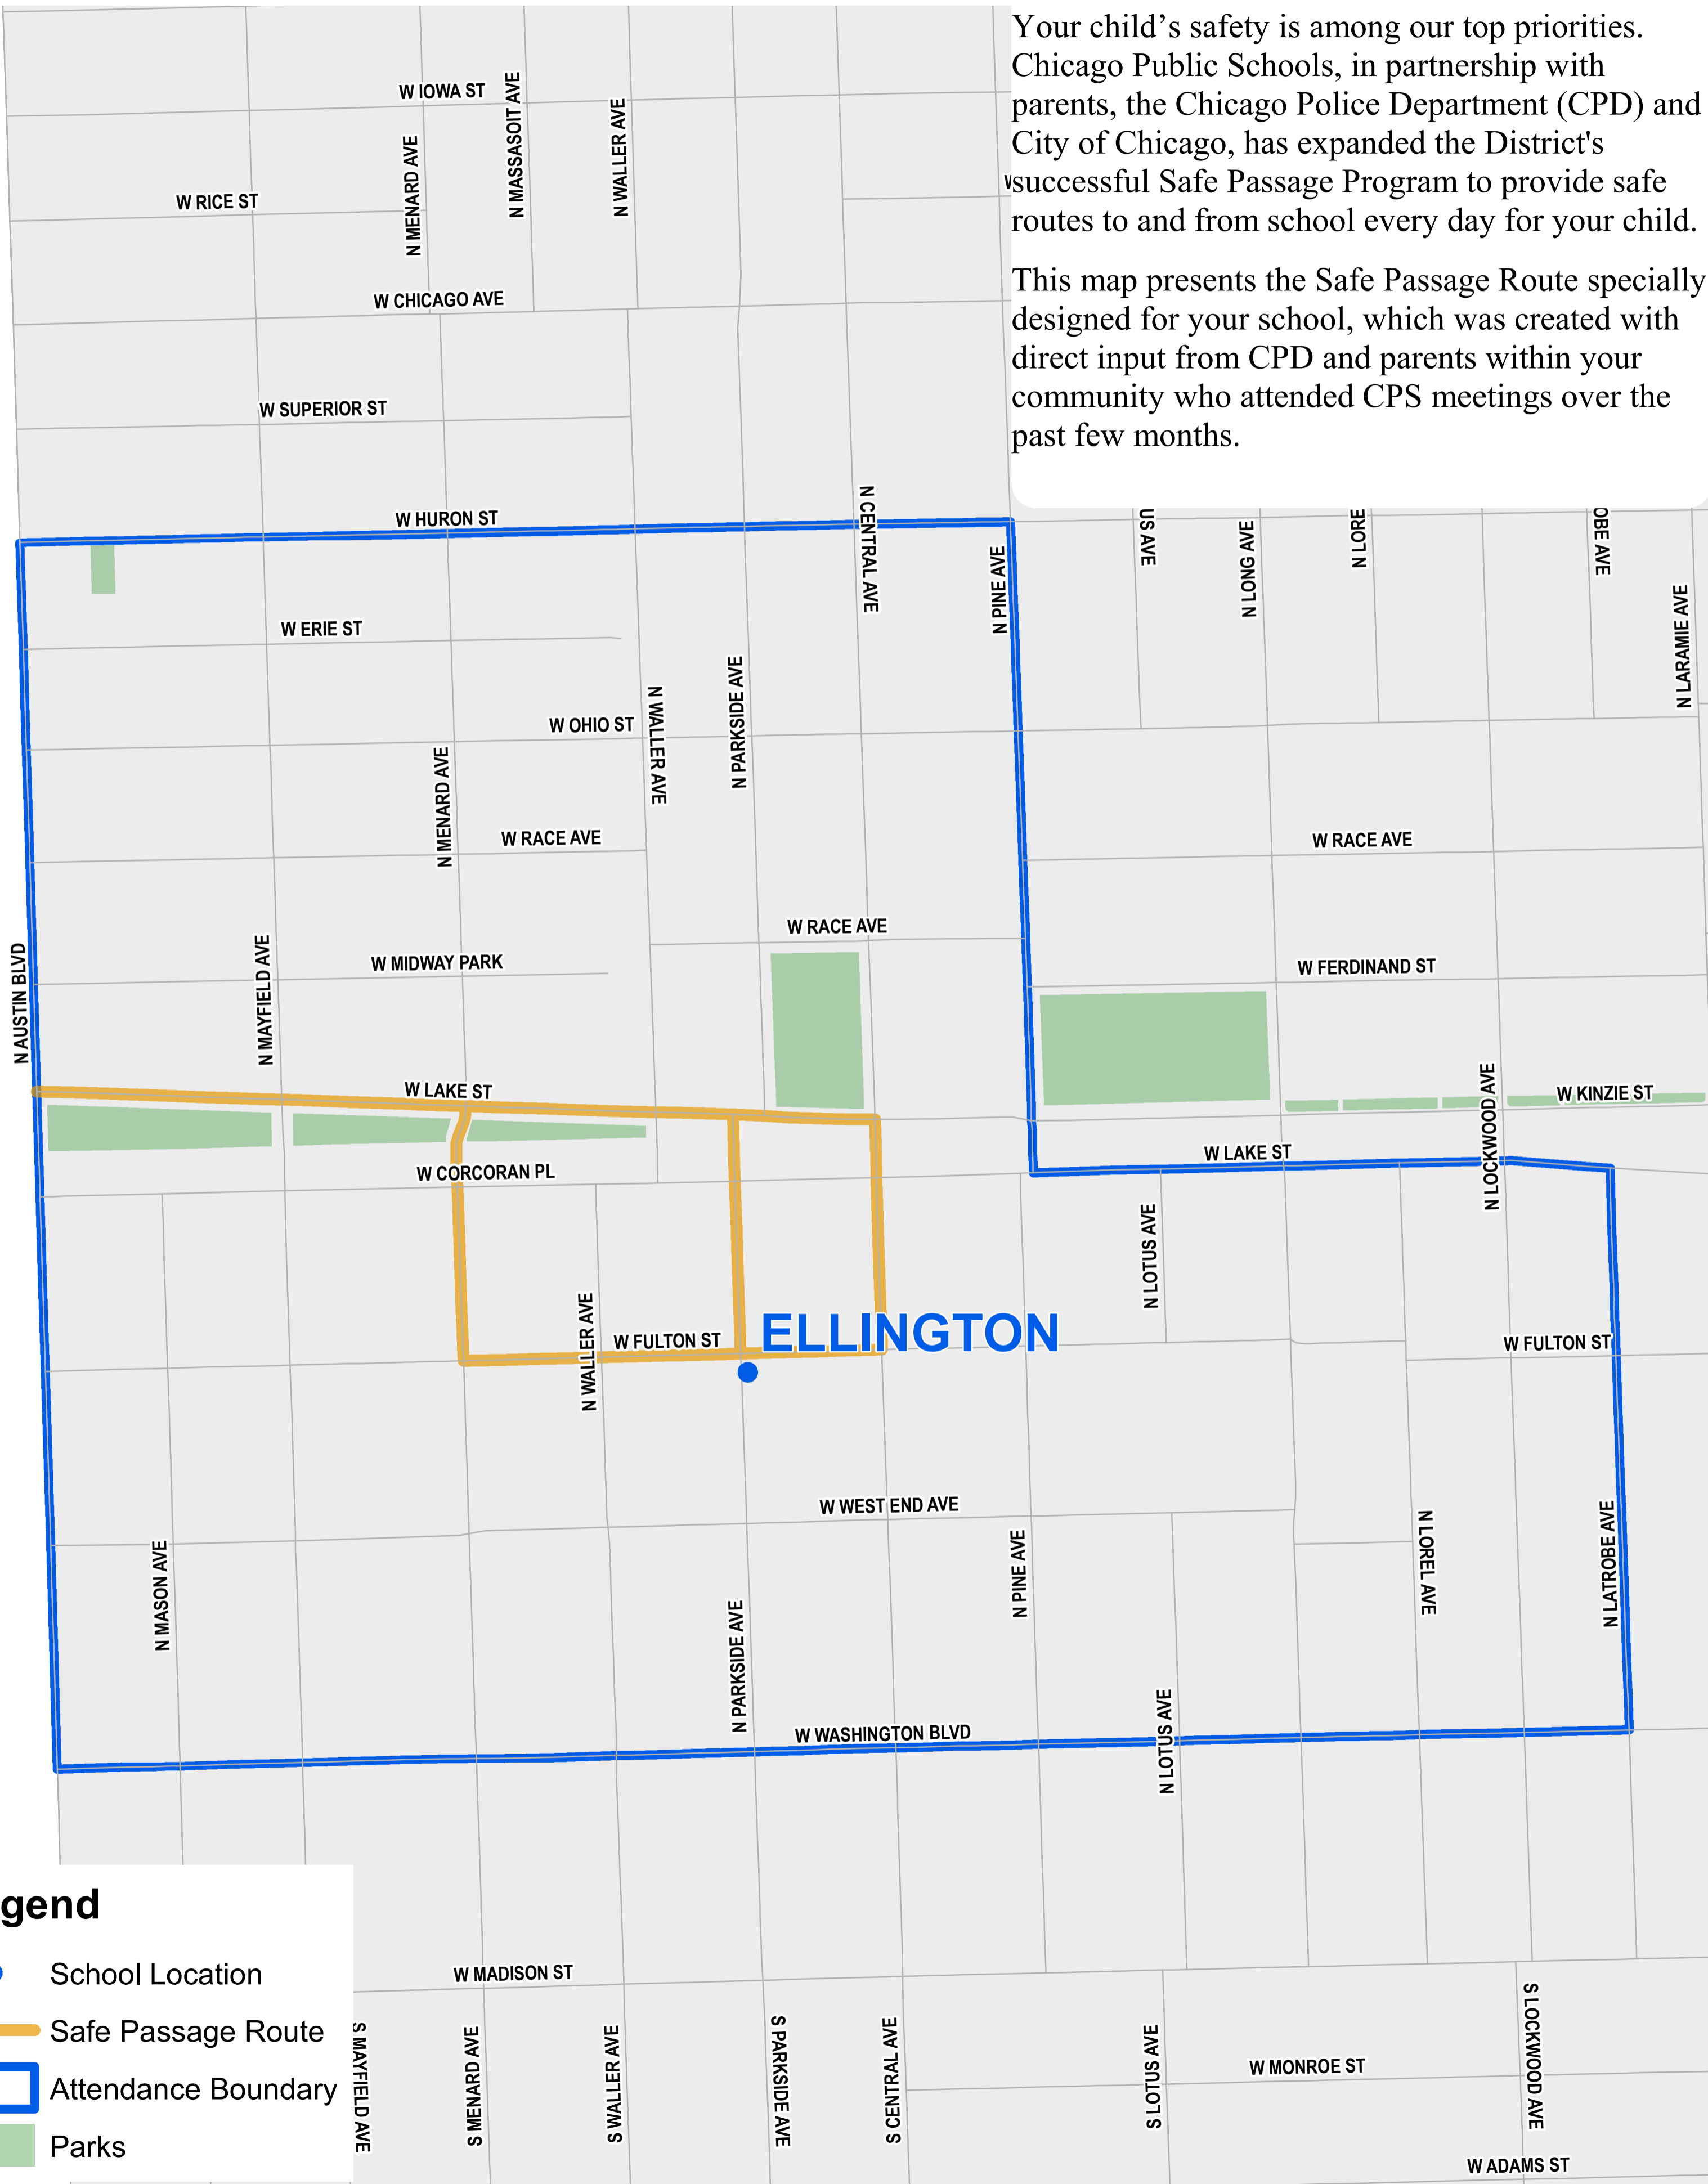 Your child’s safety is among our top priorities.
Chicago Public Schools, in partnership with
parents, the Chicago Police Department (CPD) and
City of Chicago, has expanded the District's
successful Safe Passage Program to provide safe
routes to and from school every day for your child.
This map presents the Safe Passage Route specially
designed for your school, which was created with
direct input from CPD and parents within your
community who attended CPS meetings over the
past few months.
W IOWA ST
N MENARD AVE
N MASSASOIT AVE
N WALLER AVE
W RICE ST
W CHICAGO AVE
W SUPERIOR ST
W HURON ST
N CENTRAL AVE
N PINE AVE
US AVE
N LONG AVE
N LORE
OBE AVE
N LARAMIE AVE
W ERIE ST
W OHIO ST
N WALLER AVE
N PARKSIDE AVE
N MENARD AVE
W RACE AVE
W RACE AVE
W RACE AVE
N AUSTIN BLVD
N MAYFIELD AVE
W MIDWAY PARK
W FERDINAND ST
W LAKE ST
W KINZIE ST
N LOCKWOOD AVE
W LAKE ST
W CORCORAN PL
N LOTUS AVE
N WALLER AVE
W FULTON ST
ELLINGTON
W FULTON ST
W WEST END AVE
N MASON AVE
N PARKSIDE AVE
N PINE AVE
N LOREL AVE
N LATROBE AVE
W WASHINGTON BLVD
N LOTUS AVE
gend
School Location
Safe Passage Route
Attendance Boundary
Parks
W MADISON ST
S MAYFIELD AVE
S MENARD AVE
S WALLER AVE
S PARKSIDE AVE
S CENTRAL AVE
S LOTUS AVE
W MONROE ST
S LOCKWOOD AVE
W ADAMS ST